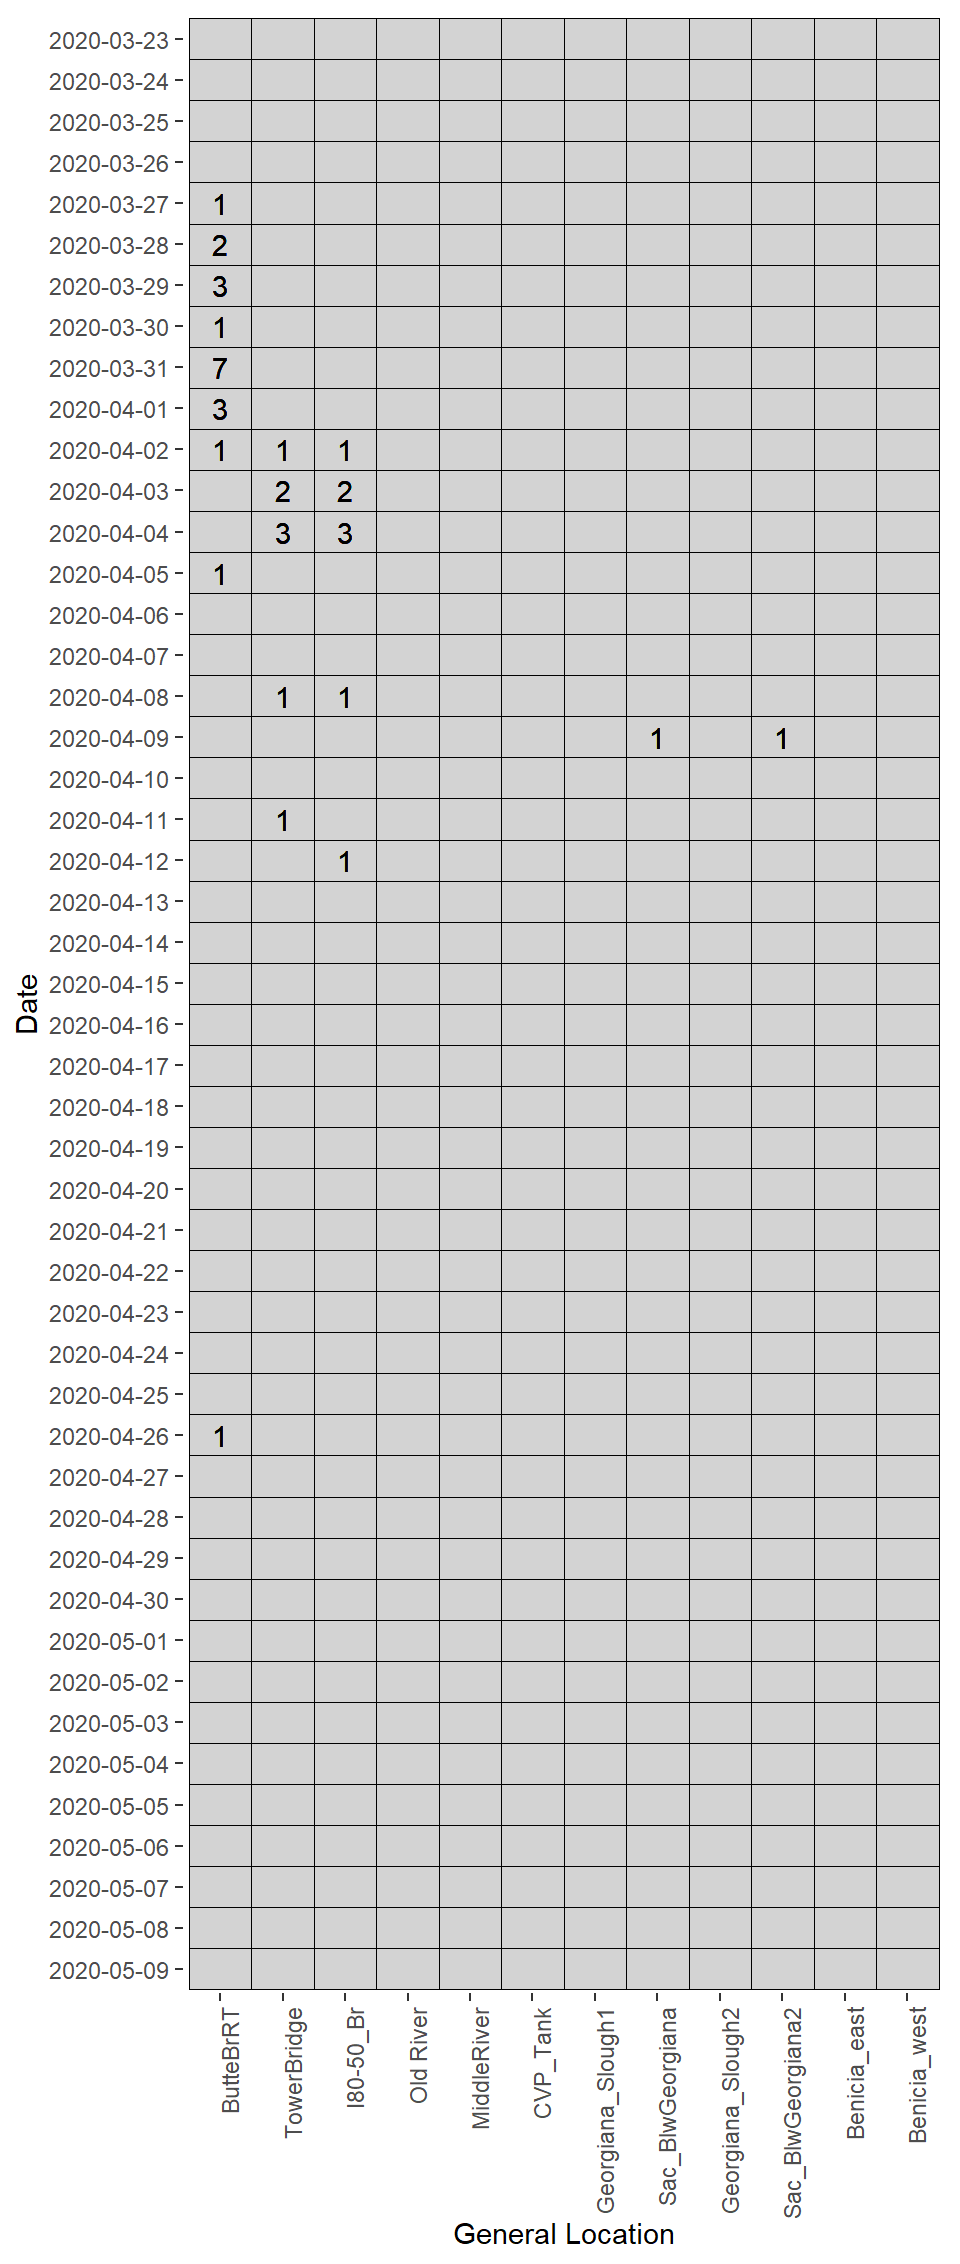 2020-03-23
2020-03-24
2020-03-25
2020-03-26
2020-03-27 1
2020-03-28 2
2020-03-29 3
2020-03-30 1
2020-03-31 7
2020-04-01 3
2020-04-02 1 1 1
2020-04-03 2 2
2020-04-04 3 3
2020-04-05 1
2020-04-06
2020-04-07
2020-04-08 1 1
2020-04-09 1 1
2020-04-10
2020-04-11 1
2020-04-12 1
2020-04-13
2020-04-14
2020-04-15
2020-04-16
2020-04-17
2020-04-18
2020-04-19
2020-04-20
2020-04-21
2020-04-22
2020-04-23
2020-04-24
2020-04-25
2020-04-26 1
2020-04-27
2020-04-28
2020-04-29
2020-04-30
2020-05-01
2020-05-02
2020-05-03
2020-05-04
2020-05-05
2020-05-06
2020-05-07
2020-05-08
2020-05-09
Date
ButteBrRT
TowerBridge
I80-50_Br
Old River
MiddleRiver
CVP_Tank
Georgiana_Slough1
Sac_BlwGeorgiana
Georgiana_Slough2
Sac_BlwGeorgiana2
Benicia_east
Benicia_west
General Location